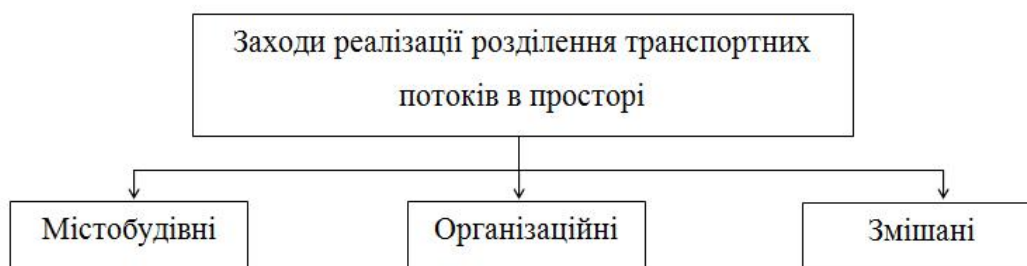 Заходи реалізації розділення транспортних
потоків в просторі
Містобудівні
Організаційні
Змішані